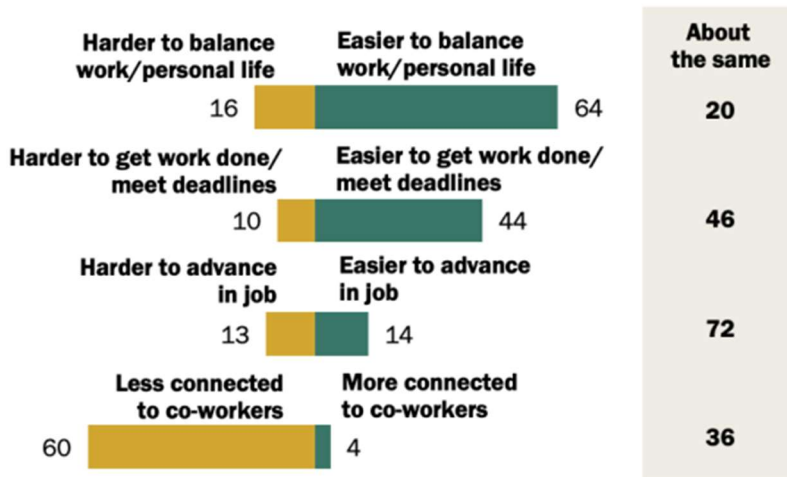 About
the same
Harder to balance
work/personal life
Easier to balance
work/personal life
16
64
20
Harder to get work done/
meet deadlines
Easier to get work done/
meet deadlines
10
44
46
Harder to advance
in job
Easier to advance
in job
13
14
72
Less connected
to co-workers
More connected
to co-workers
60
4
36